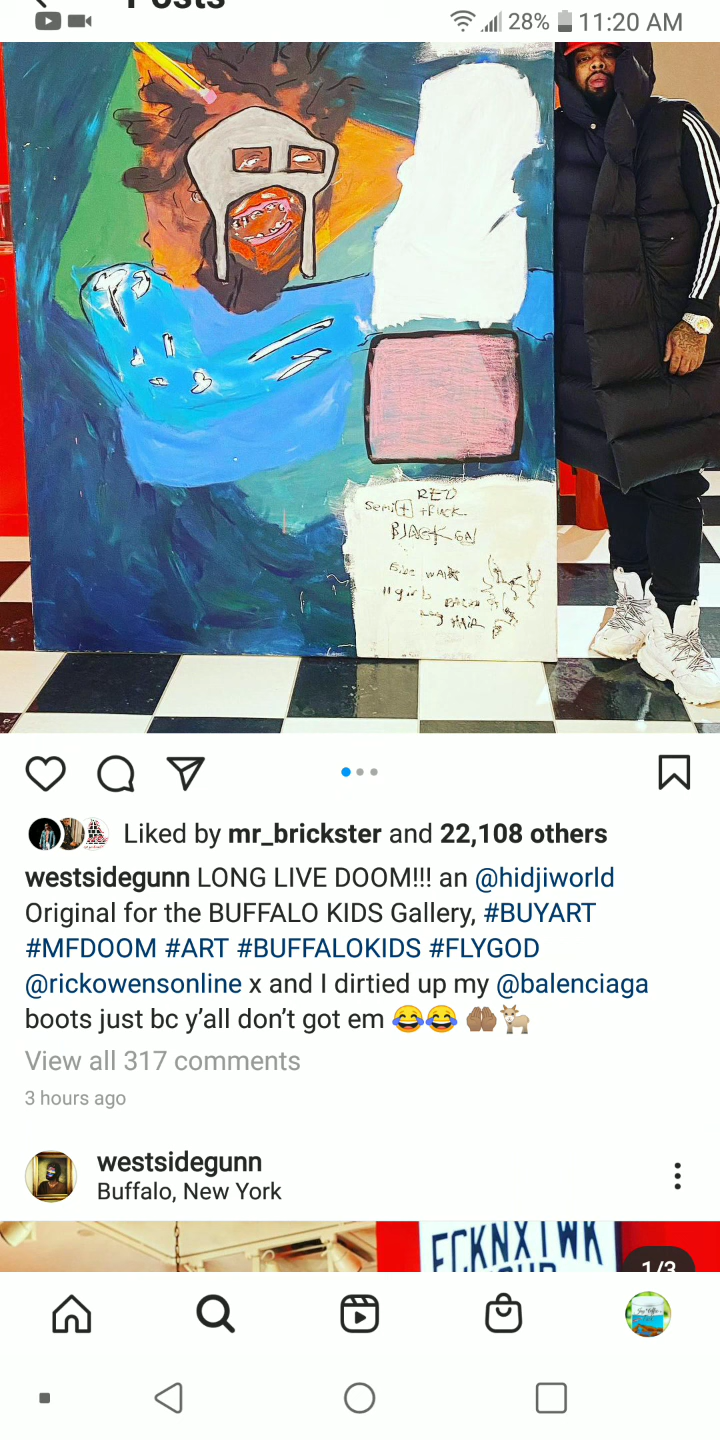 Posts
28% 11:20 AM
RED
BLACK
Liked by mr_brickster and 22,108 others
westsidegunn LONG LIVE DOOM!!! an @hidjiworld
Original for the BUFFALO KIDS Gallery, #BUYART
#MFDOOM #ART #BUFFALOKIDS #FLYGOD
@rickowensonline x and I dirtied up my @balenciaga
boots just bc y'all don't got em 😂😂 🤲🏽🐐
View all 317 comments
3 hours ago
westsidegunn
Buffalo, New York
1/3